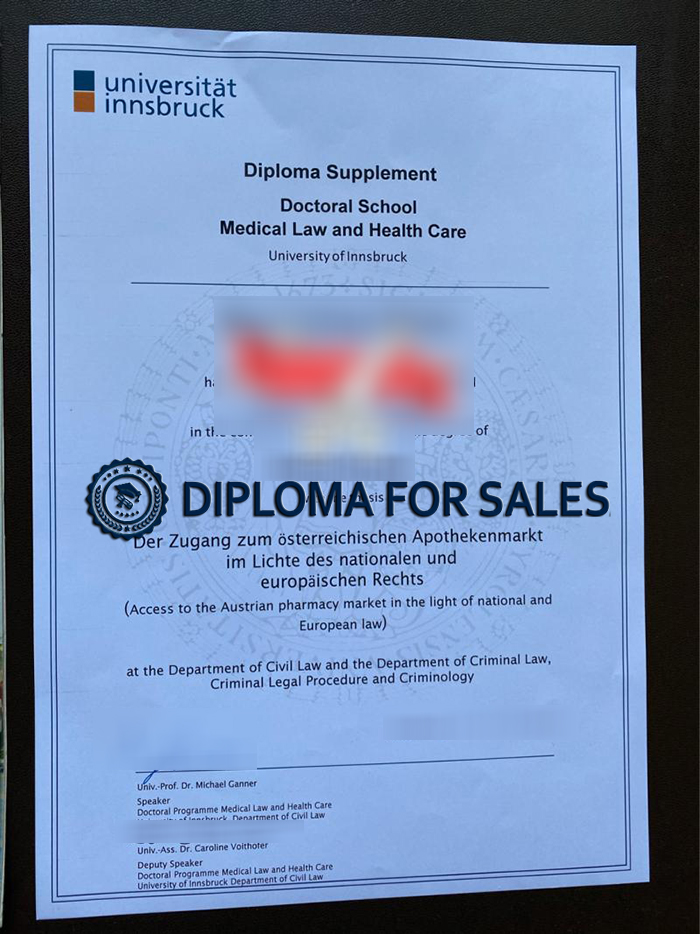 universität
innsbruck
Diploma Supplement
Doctoral School
Medical Law and Health Care
University of Innsbruck
in
of
DIPLOMA FOR SALES
Der Zugang zum österreichischen Apothekenmarkt
im Lichte des nationalen und
europäischen Rechts
(Access to the Austrian pharmacy market in the light of national and
European law)
at the Department of Civil Law and the Department of Criminal Law,
Criminal Legal Procedure and Criminology
Univ.-Prof. Dr. Michael Ganner
Speaker
Doctoral Programme Medical Law and Health Care
University of Innsbruck, Department of Civil Law
Univ.-Ass. Dr. Caroline Voithofer
Deputy Speaker
Doctoral Programme Medical Law and Health Care
University of Innsbruck Department of Civil Law